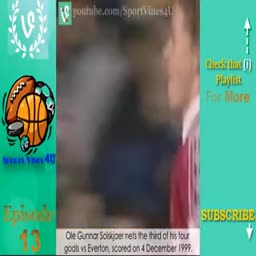 youtube.com/SportVines4U
Check that (i)
Playlist
For More
Sports Vines 4U
Episode
13
SUBSCRIBE
Ole Gunnar Solskjaer nets the third of his four
goals vs Everton, scored on 4 December 1999.